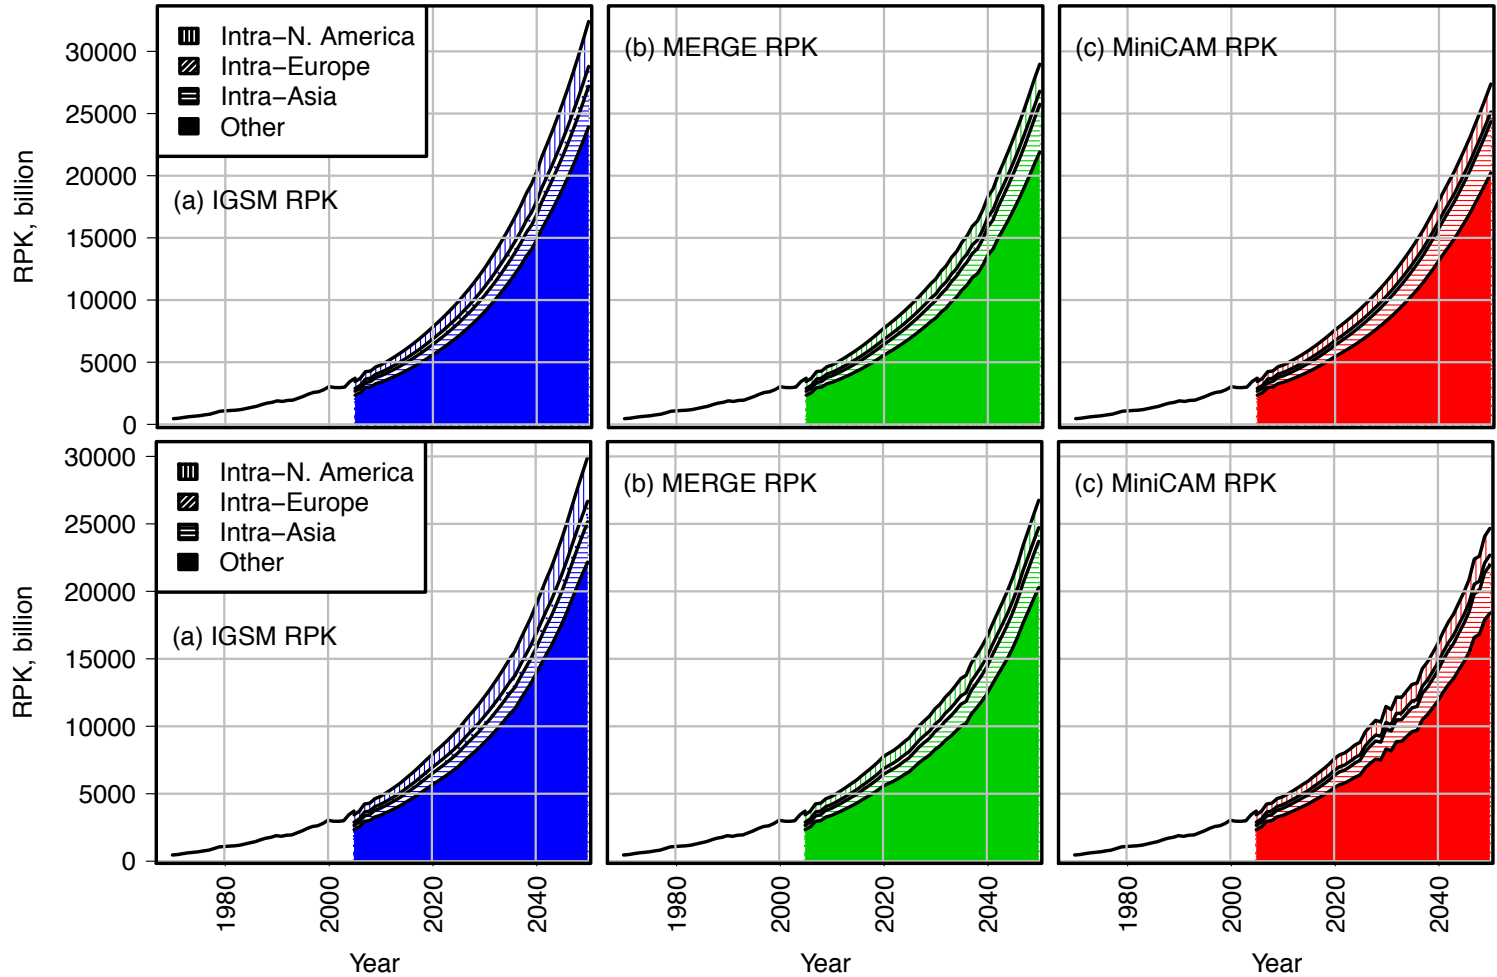 Intra−N. America
Intra−Europe
Intra−Asia
Other
(a) IGSM RPK
(b) MERGE RPK
(c) MiniCAM RPK
RPK, billion
30000
25000
20000
15000
10000
5000
0
Intra−N. America
Intra−Europe
Intra−Asia
Other
(a) IGSM RPK
(b) MERGE RPK
(c) MiniCAM RPK
RPK, billion
30000
25000
20000
15000
10000
5000
0
1980 2000 2020 2040
1980 2000 2020 2040
1980 2000 2020 2040
Year Year Year